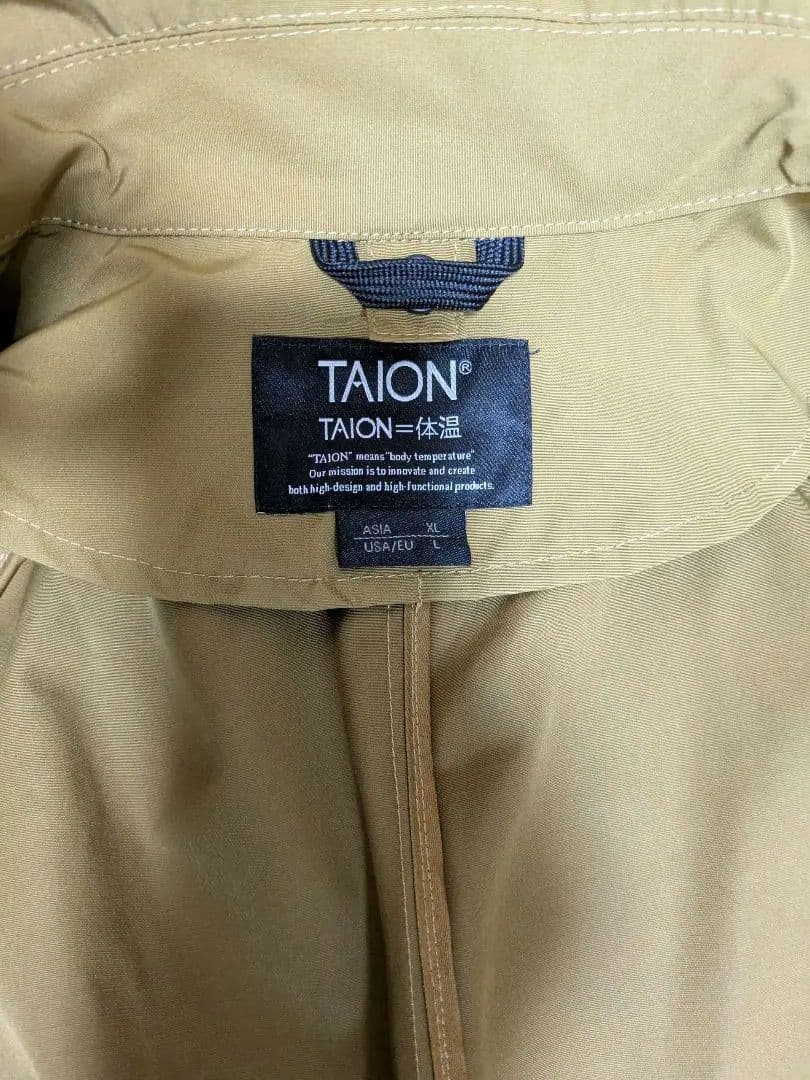 TAION®
TAION=体温
"TAION" means "body temperature"
Our mission is to innovate and create
both high-design and high-functional products.
ASIA XL
USA/EU L